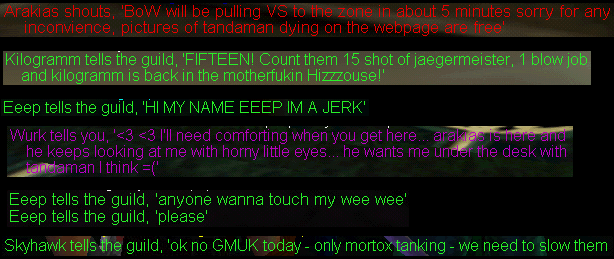 Arakias shouts, 'BoW will be pulling VS to the zone in about 5 minutes sorry for any
inconvience, pictures of tandaman dying on the webpage are free'
Kilogramm tells the guild, 'FIFTEEN! Count them 15 shot of jaegermeister, 1 blow job
and kilogramm is back in the motherfukin Hizzzouse!'
Eeep tells the guild, 'HI MY NAME EEEP IM A JERK'
Wurk tells you, '<3 <3 I'll need comforting when you get here... arakias is here and
he keeps looking at me with horny little eyes... he wants me under the desk with
tandaman I think =('
Eeep tells the guild, 'anyone wanna touch my wee wee'
Eeep tells the guild, 'please'
Skyhawk tells the guild, 'ok no GMUK today - only mortox tanking - we need to slow them